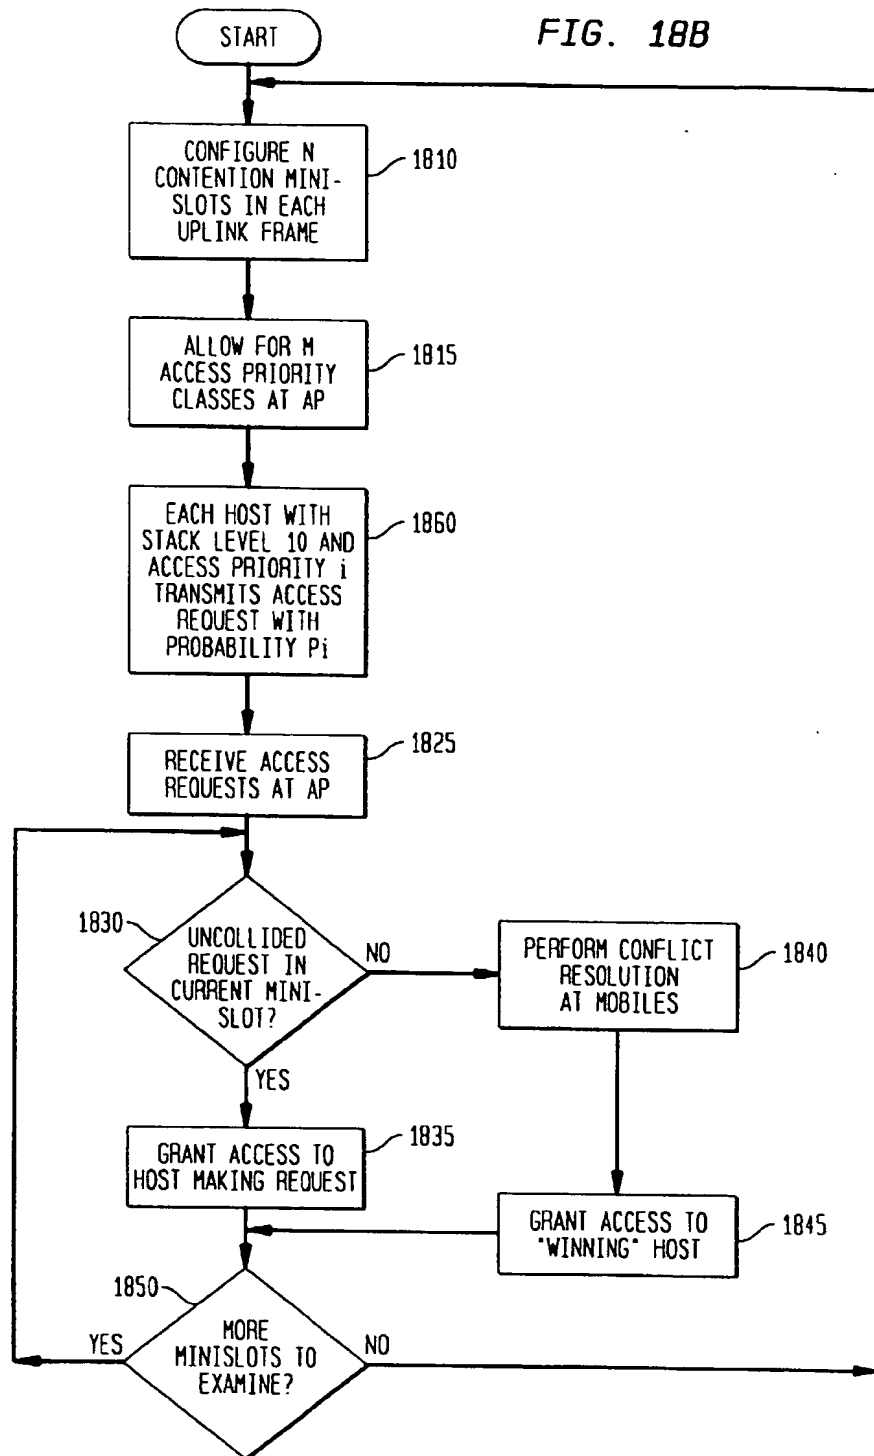 START
FIG. 18B
CONFIGURE N
CONTENTION MINI-
SLOTS IN EACH
UPLINK FRAME
1810
ALLOW FOR M
ACCESS PRIORITY
CLASSES AT AP
1815
EACH HOST WITH
STACK LEVEL 10 AND
ACCESS PRIORITY i
TRANSMITS ACCESS
REQUEST WITH
PROBABILITY Pi
1860
RECEIVE ACCESS
REQUESTS AT AP
1825
1830
UNCOLLIDED
REQUEST IN
CURRENT MINI-
SLOT?
NO
YES
PERFORM CONFLICT
RESOLUTION
AT MOBILES
1840
GRANT ACCESS TO
HOST MAKING REQUEST
1835
GRANT ACCESS TO
"WINNING" HOST
1845
1850
MORE
MINISLOTS TO
EXAMINE?
YES
NO